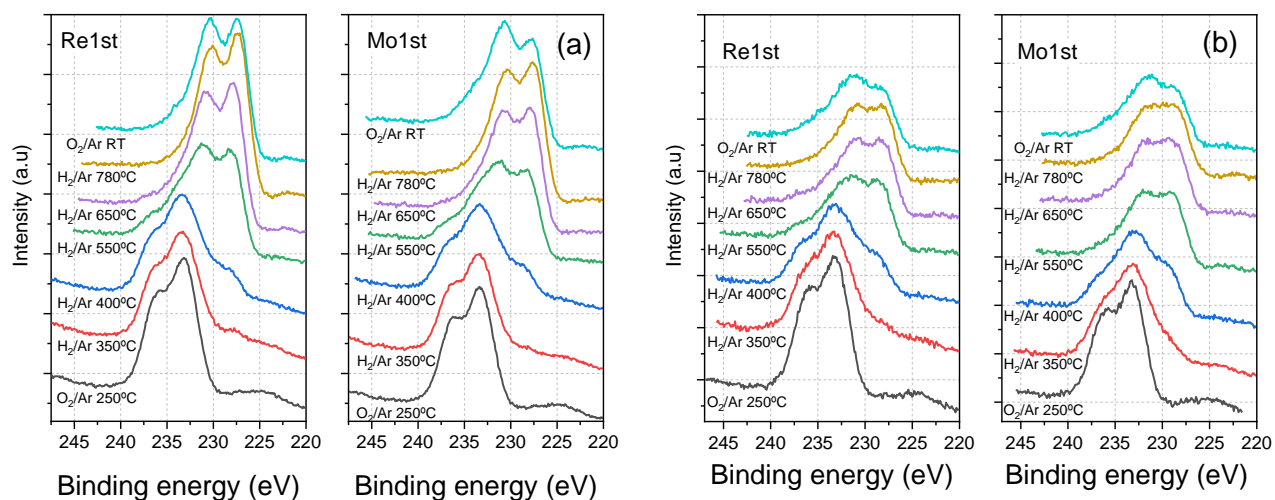 Re1st
Mo1st
(a)
O₂/Ar RT
H₂/Ar 780ºC
H₂/Ar 650ºC
H₂/Ar 550ºC
H₂/Ar 400ºC
H₂/Ar 350ºC
O₂/Ar 250ºC
O₂/Ar RT
H₂/Ar 780ºC
H₂/Ar 650ºC
H₂/Ar 550ºC
H₂/Ar 400ºC
H₂/Ar 350ºC
O₂/Ar 250ºC
Intensity (a.u)
245 240 235 230 225 220
245 240 235 230 225 220
Binding energy (eV)
Binding energy (eV)
Re1st
Mo1st
(b)
O₂/Ar RT
H₂/Ar 780ºC
H₂/Ar 650ºC
H₂/Ar 550ºC
H₂/Ar 400ºC
H₂/Ar 350ºC
O₂/Ar 250ºC
O₂/Ar RT
H₂/Ar 780ºC
H₂/Ar 650ºC
H₂/Ar 550ºC
H₂/Ar 400ºC
H₂/Ar 350ºC
O₂/Ar 250ºC
Intensity (a.u)
245 240 235 230 225 220
245 240 235 230 225 220
Binding energy (eV)
Binding energy (eV)